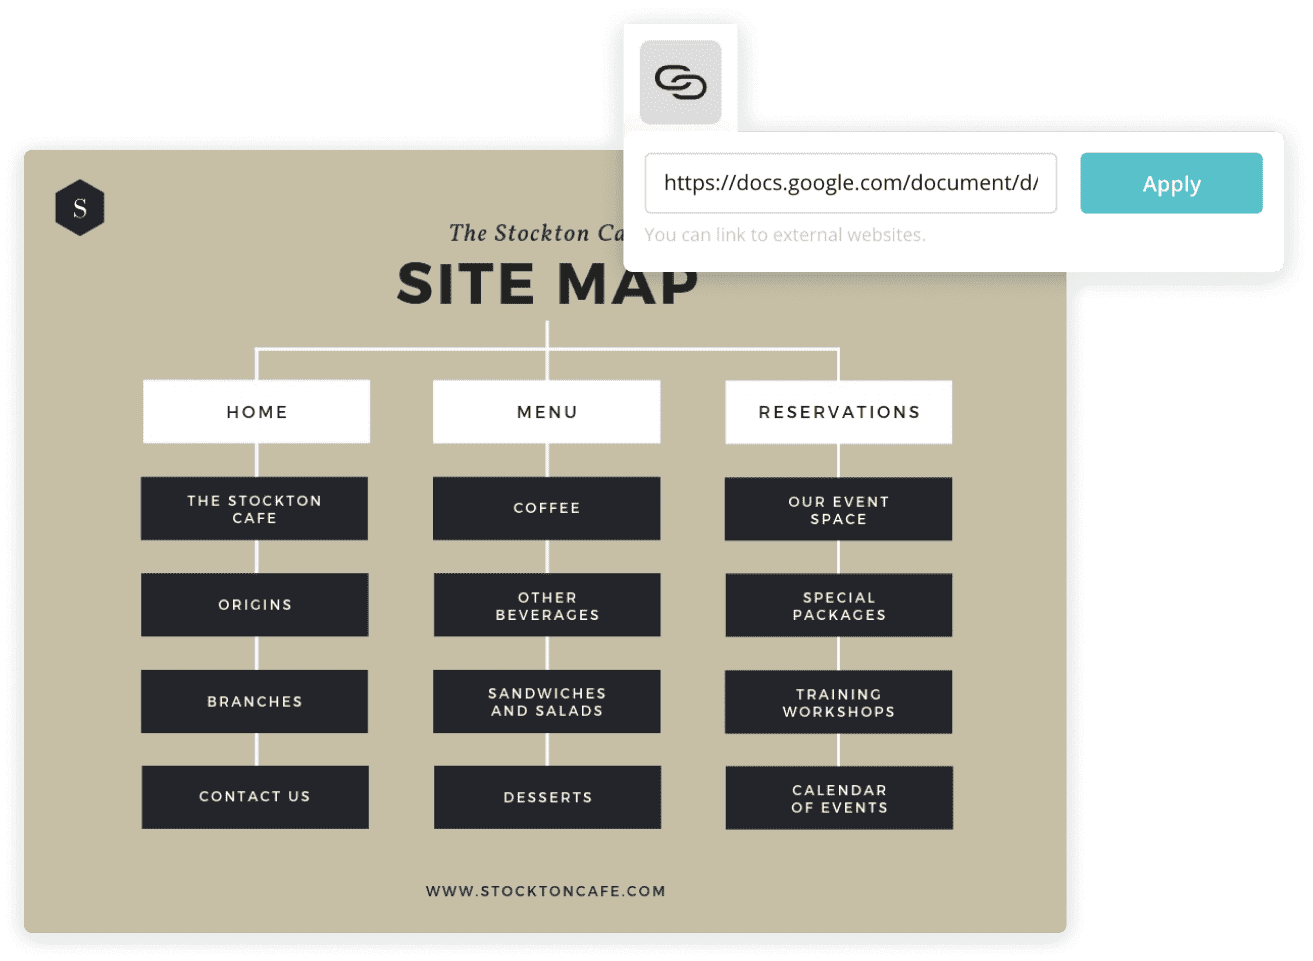 https://docs.google.com/document/d/
Apply
You can link to external websites.
S
The Stockton Ca
SITE MAP
HOME
MENU
RESERVATIONS
THE STOCKTON
CAFE
COFFEE
OUR EVENT
SPACE
ORIGINS
OTHER
BEVERAGES
SPECIAL
PACKAGES
BRANCHES
SANDWICHES
AND SALADS
TRAINING
WORKSHOPS
CONTACT US
DESSERTS
CALENDAR
OF EVENTS
WWW.STOCKTONCAFE.COM